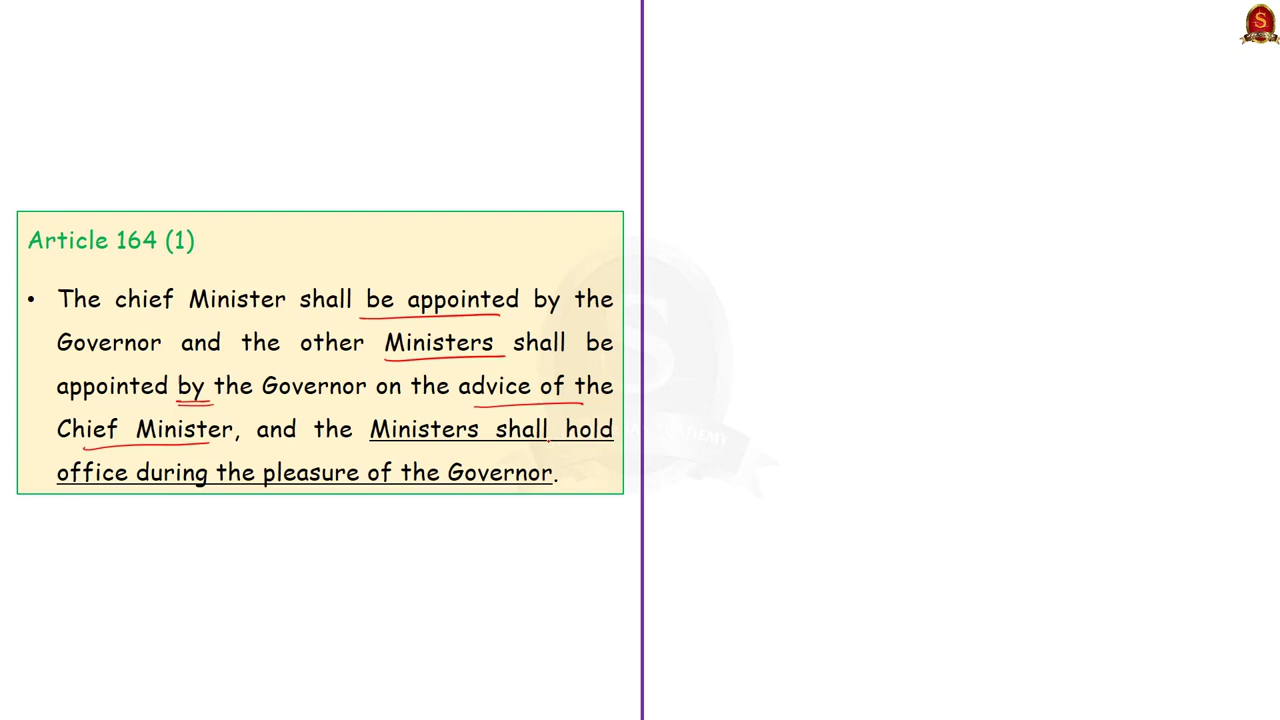 Article 164 (1)
• The chief Minister shall be appointed by the
Governor and the other Ministers shall be
appointed by the Governor on the advice of the
Chief Minister, and the Ministers shall hold
office during the pleasure of the Governor.
S